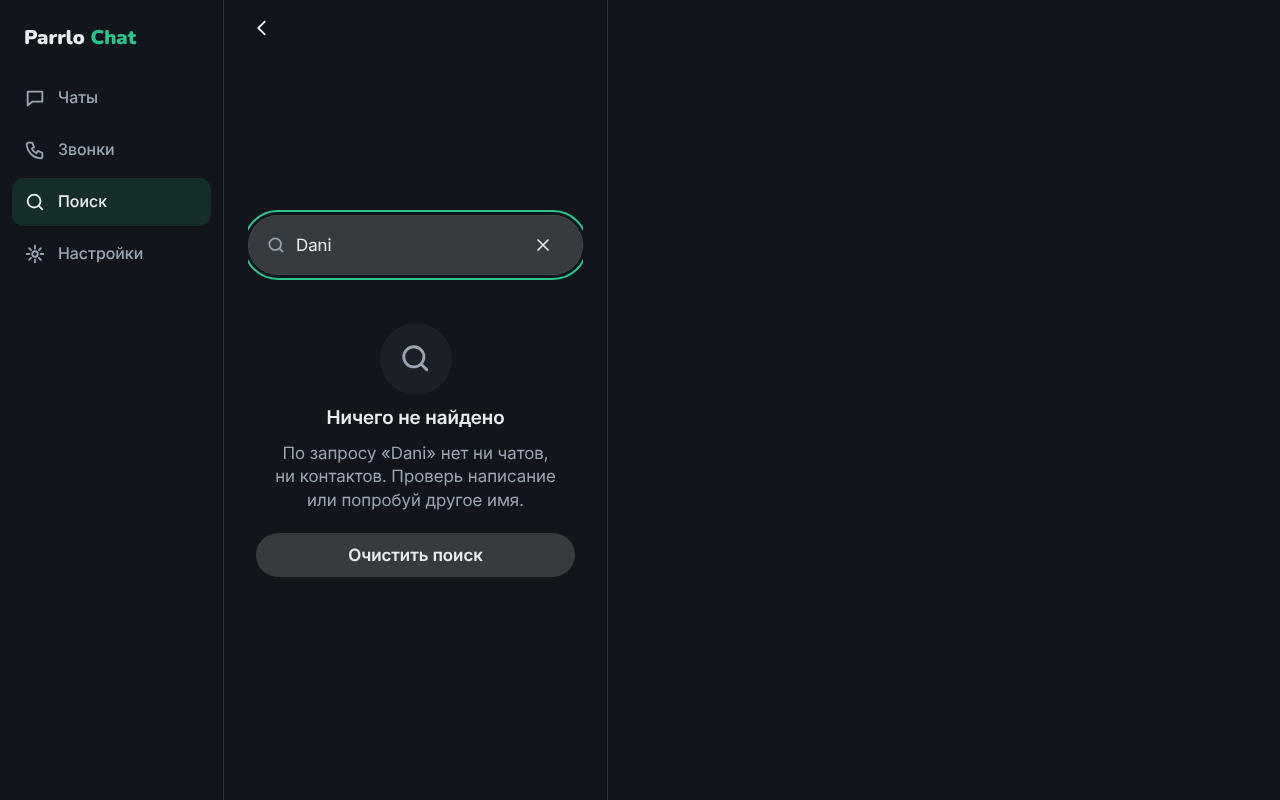 Parrlo Chat
Чаты
Звонки
Поиск
Настройки
Dani
Ничего не найдено
По запросу «Dani» нет ни чатов,
ни контактов. Проверь написание
или попробуй другое имя.
Очистить поиск